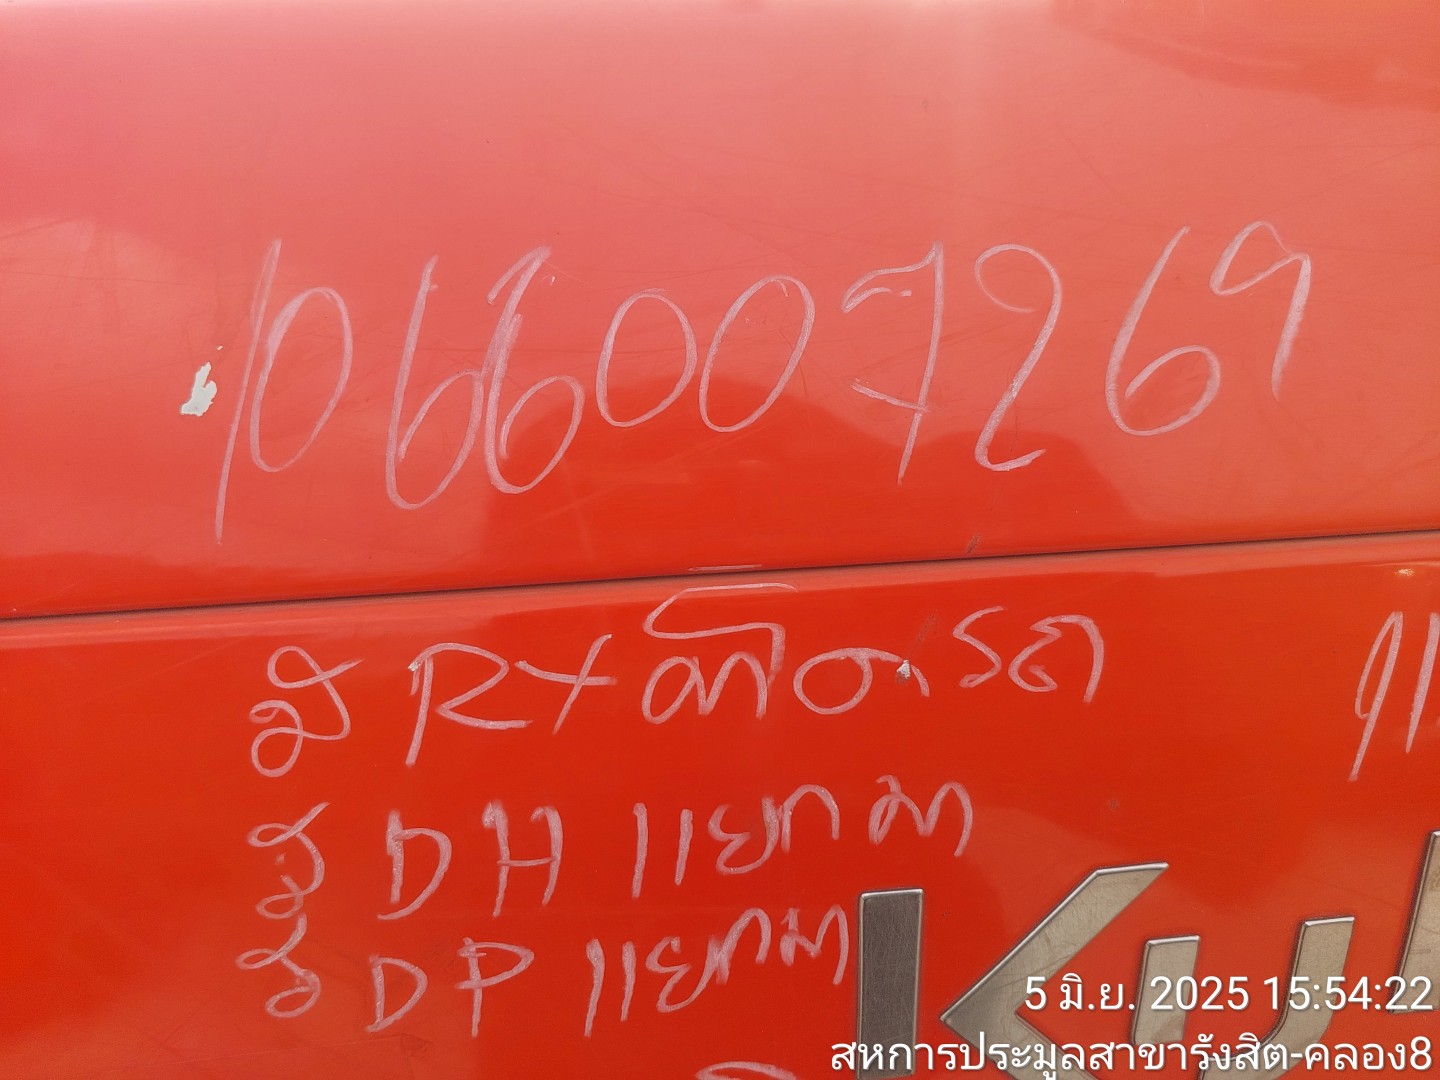 1066007269
มี RX ติดรถ
มี DH แยกมา
มี DP แยกมา
Ku
5 มิ.ย. 2025 15:54:22
สหการประมูลสาขารังสิต-คลอง8